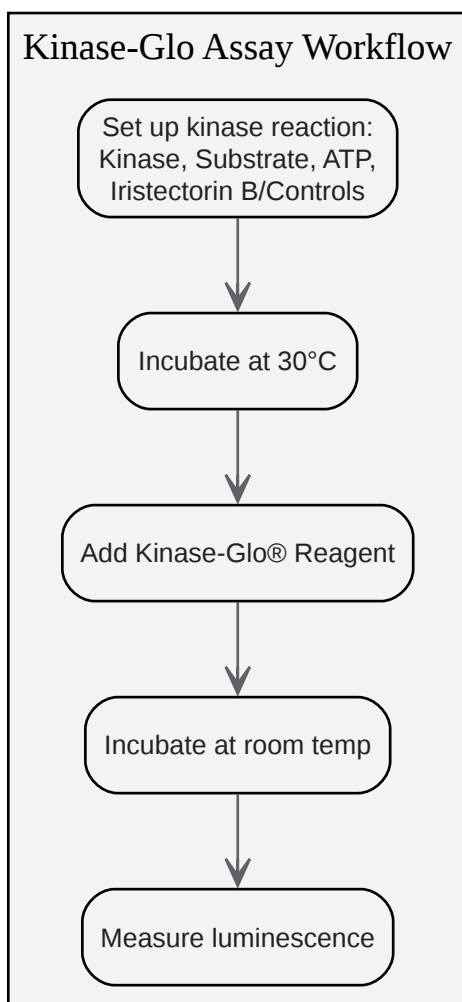 Kinase-Glo Assay Workflow
Set up kinase reaction:
Kinase, Substrate, ATP,
Iristectorin B/Controls
Incubate at 30°C
Add Kinase-Glo® Reagent
Incubate at room temp
Measure luminescence